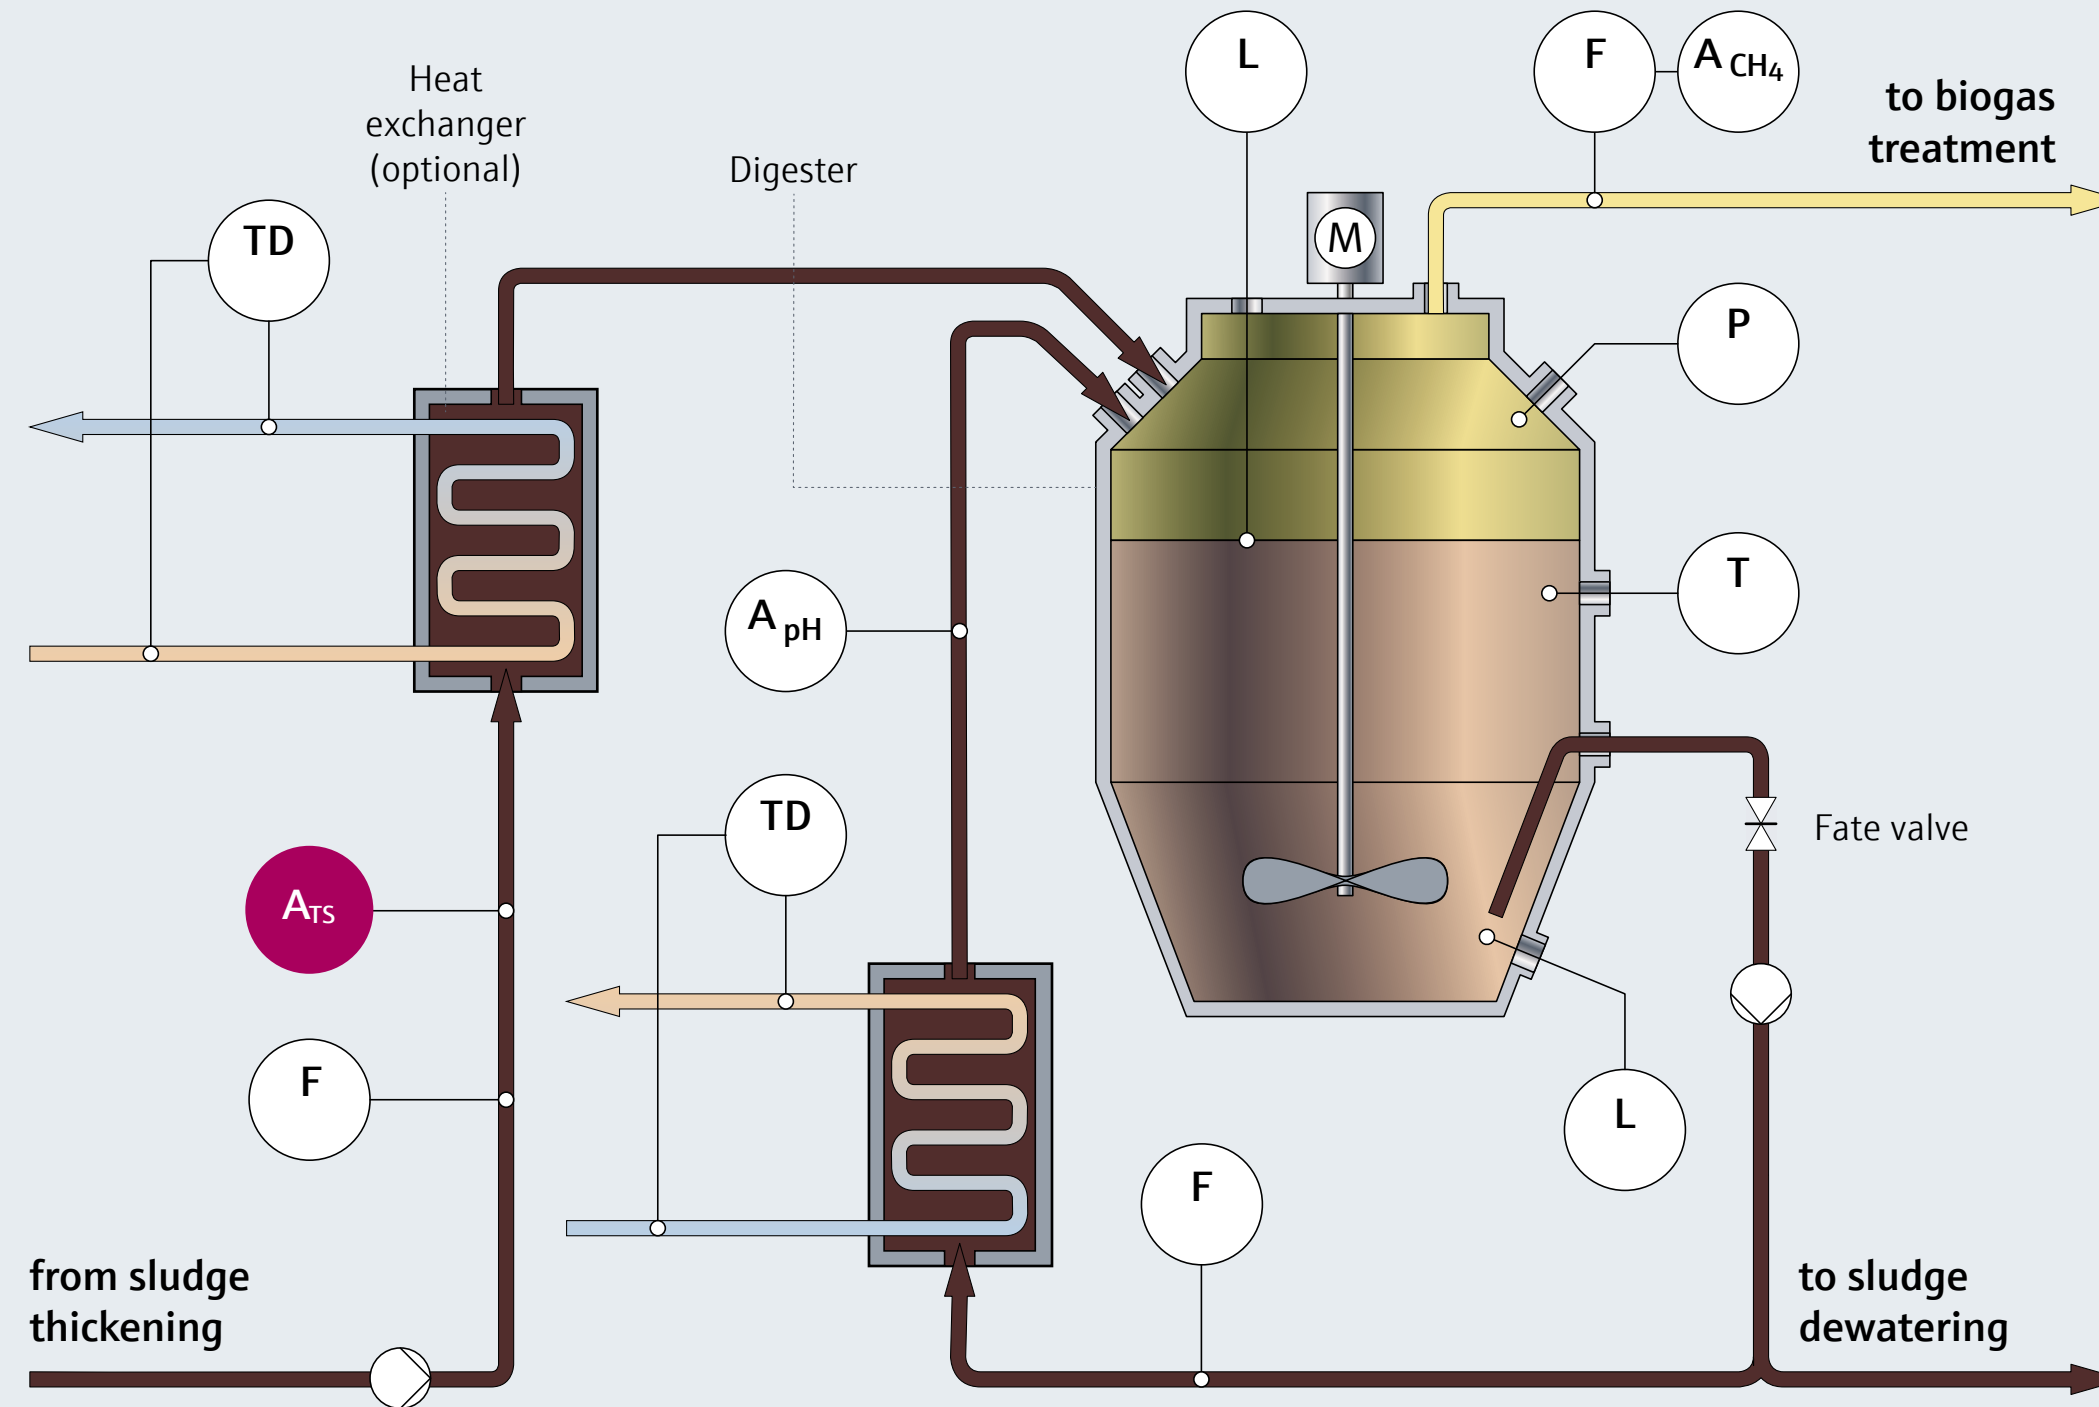 L
F
A CH4
Heat
exchanger
(optional)
to biogas
treatment
Digester
TD
M
P
T
A pH
TD
Fate valve
ATS
F
L
F
from sludge
thickening
to sludge
dewatering